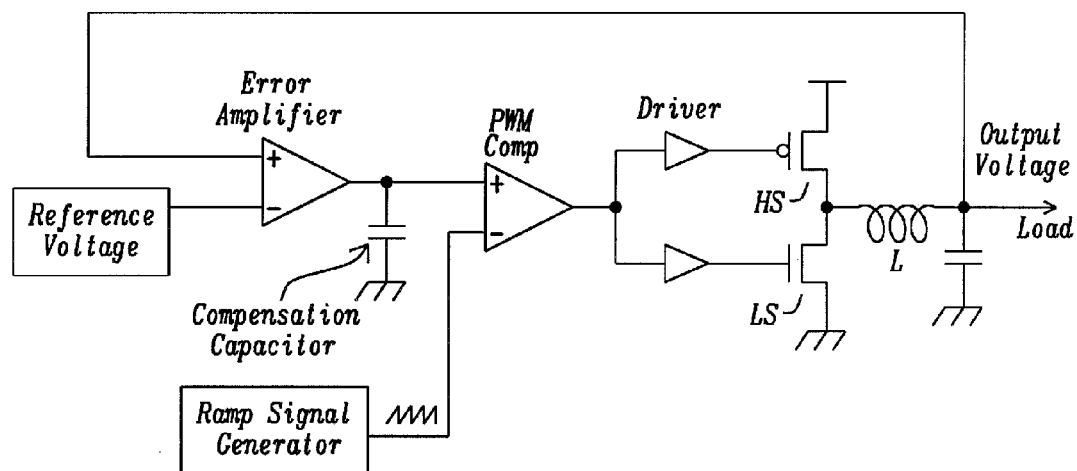 Error
Amplifier
+
-
Reference
Voltage
Compensation
Capacitor
Ramp Signal
Generator
PWM
Comp
+
-
Driver
HS
LS
L
Output
Voltage
Load